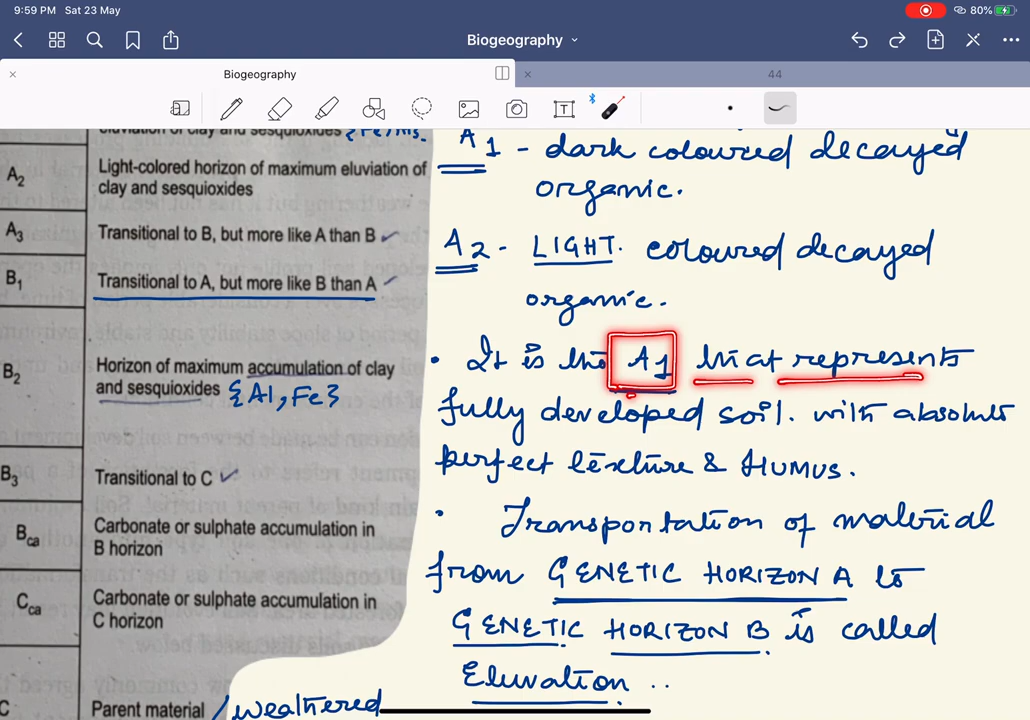 9:59 PM Sat 23 May
80%
Biogeography
Biogeography
44
T
eluviation of clay and sesquioxides
A2
Light-colored horizon of maximum eluviation of
clay and sesquioxides
A3
Transitional to B, but more like A than B
B1
Transitional to A, but more like B than A
B2
Horizon of maximum accumulation of clay
and sesquioxides {Al, Fe}
B3
Transitional to C
Bca
Carbonate or sulphate accumulation in
B horizon
Cca
Carbonate or sulphate accumulation in
C horizon
C
Parent material / weathered
A1 - dark coloured decayed
organic.
A2 - LIGHT. coloured decayed
organic.
• It is the A1 that represents
fully developed soil. with absolute
perfect texture & HUMUS.
• Transportation of material
from GENETIC HORIZON A to
GENETIC HORIZON B is called
Eluvation ..